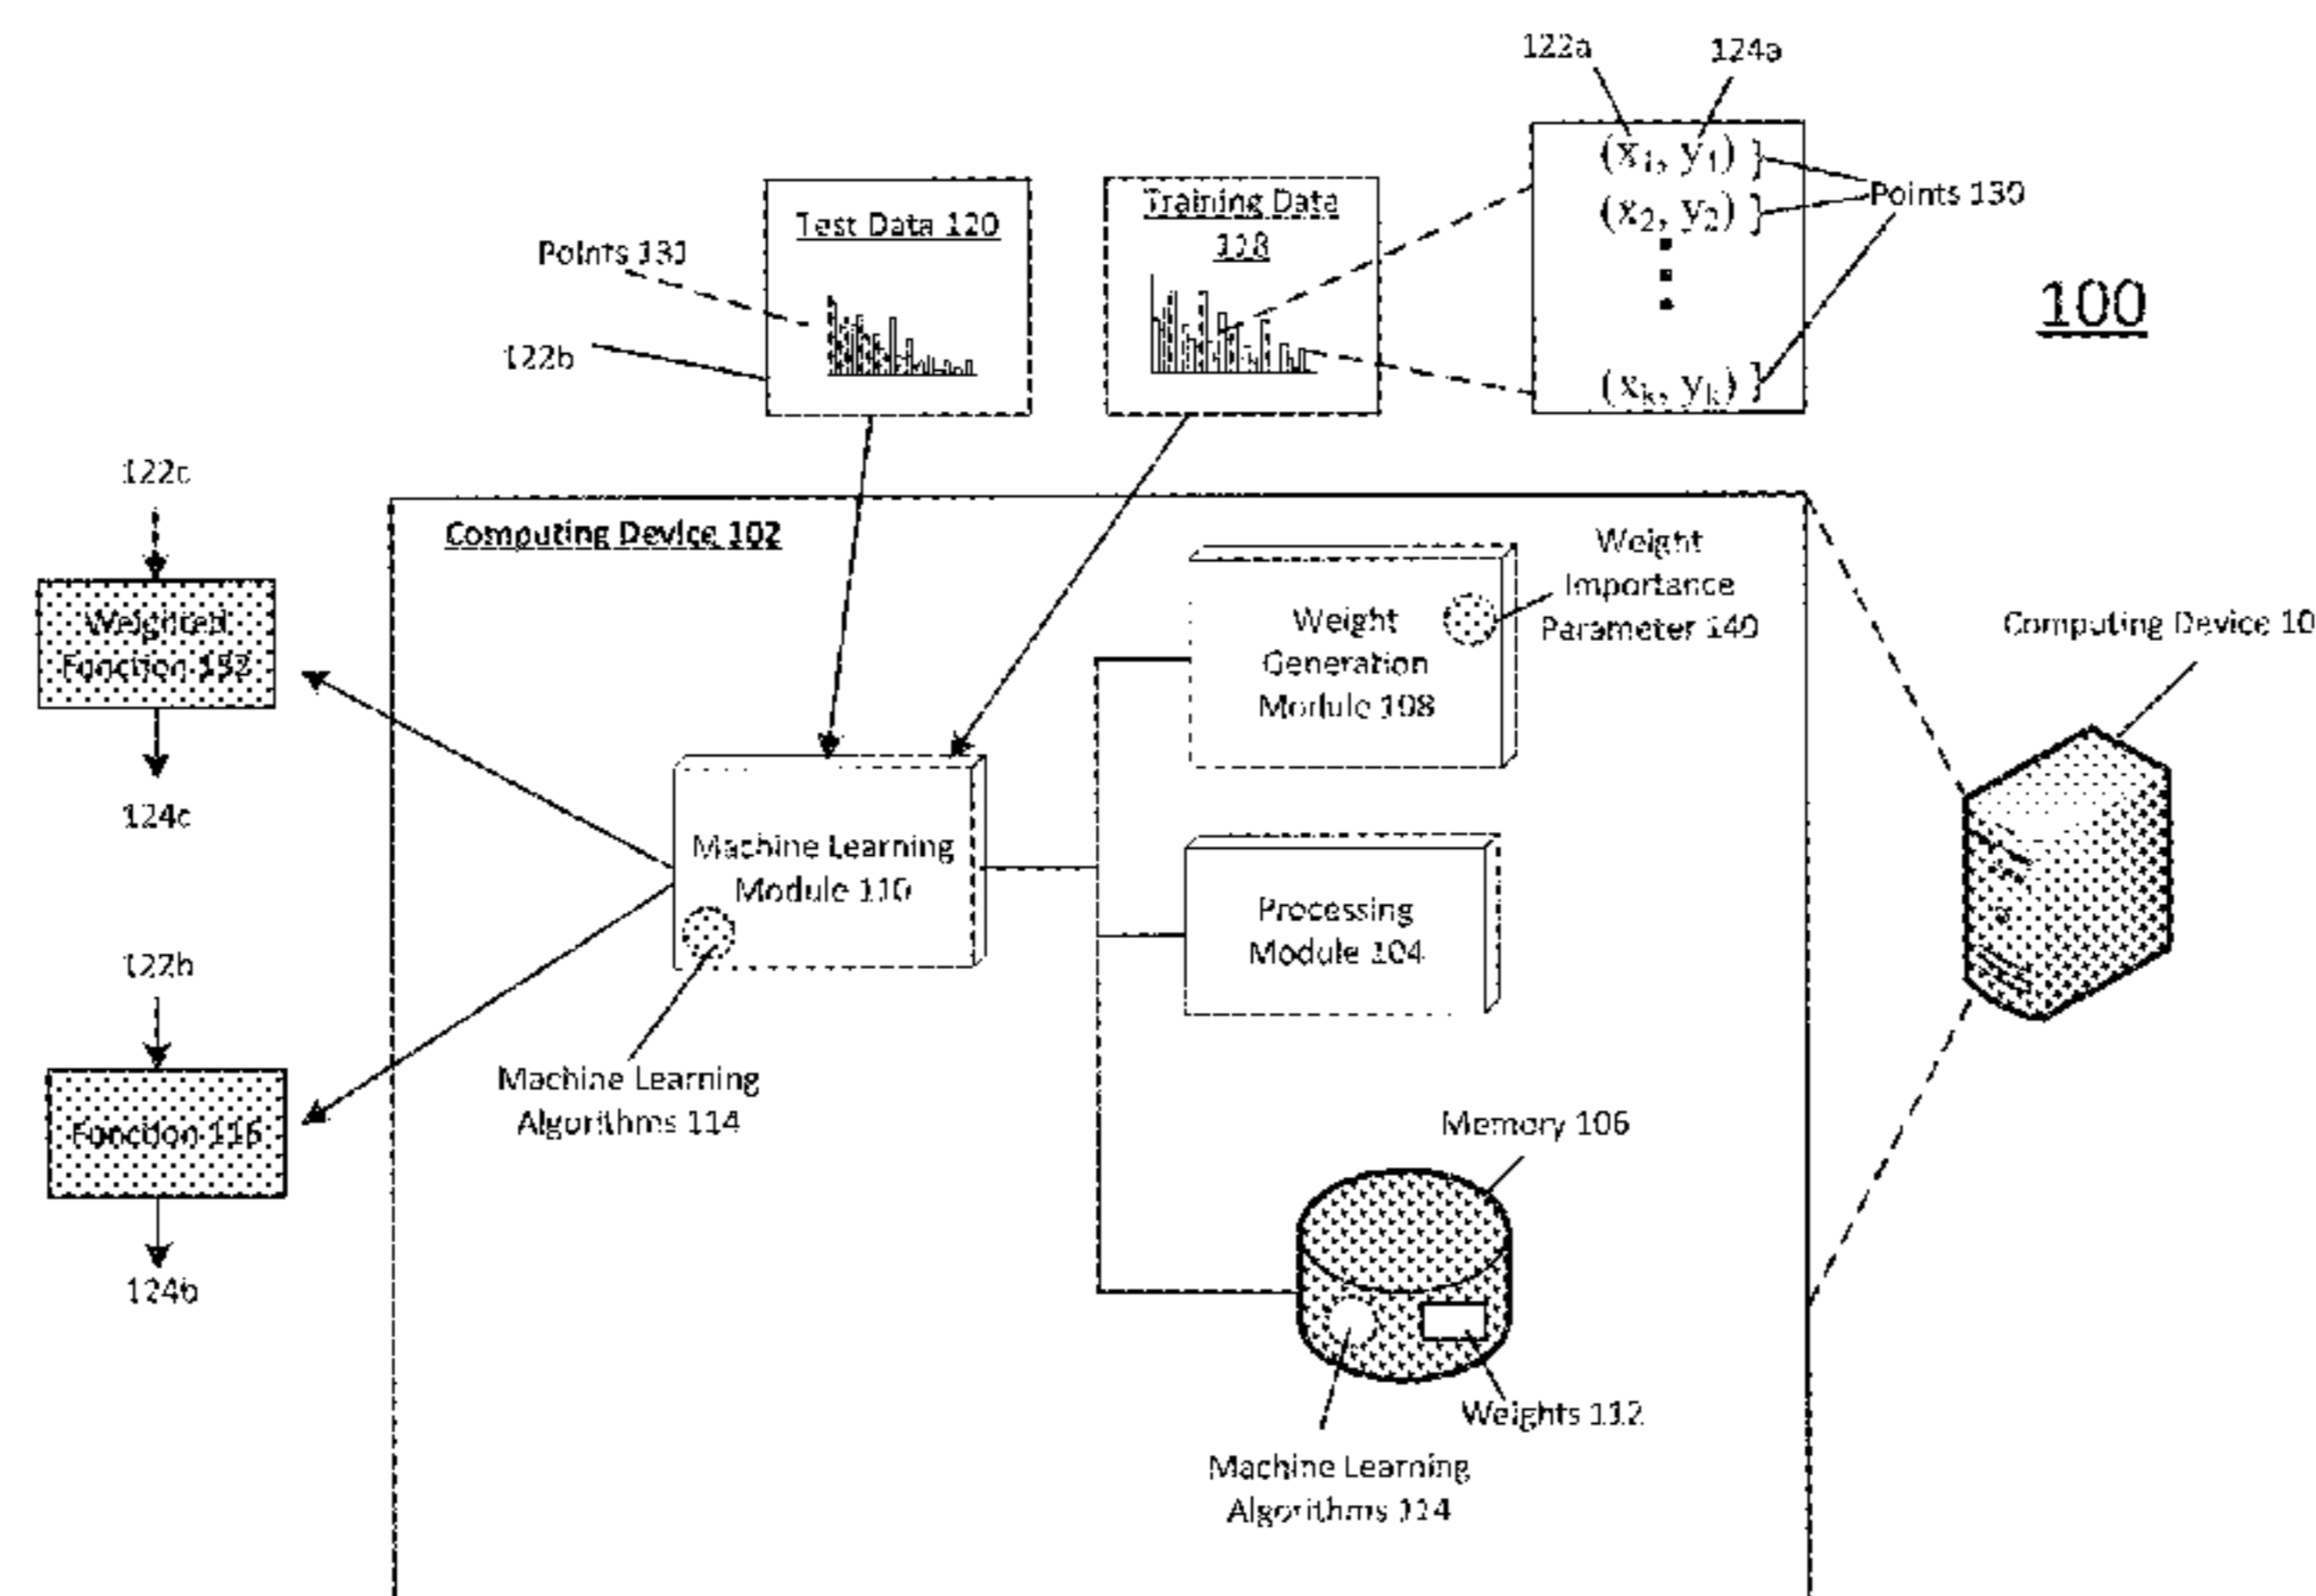 122a
124a
(x1, y1) }
(x2, y2) }
(xk, yk) }
Points 130
100
Training Data
118
Test Data 120
Points 131
122b
122c
Weighted
Function 132
124c
122b
Function 116
124b
Computing Device 102
Weight
Importance
Parameter 140
Weight
Generation
Module 108
Computing Device 10
Machine Learning
Module 110
Processing
Module 104
Machine Learning
Algorithms 114
Memory 106
Weights 112
Machine Learning
Algorithms 114